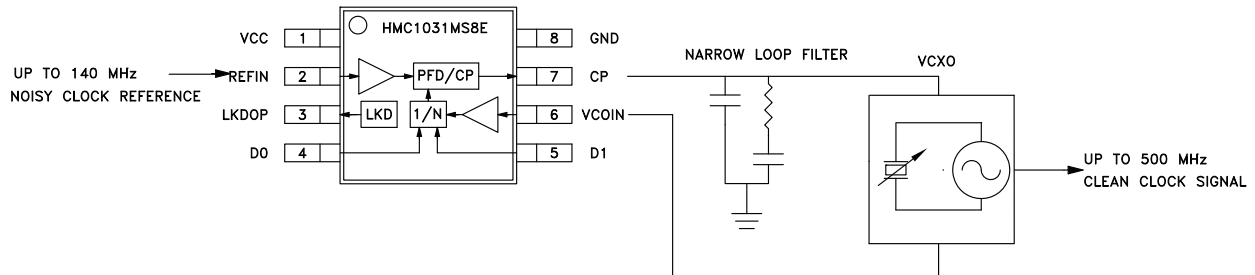 HMC1031MS8E
VCC 1
8 GND
UP TO 140 MHz
NOISY CLOCK REFERENCE
REFIN 2
PFD/CP
7 CP
NARROW LOOP FILTER
VCXO
LKDOP 3
LKD
1/N
6 VCOIN
D0 4
5 D1
UP TO 500 MHz
CLEAN CLOCK SIGNAL